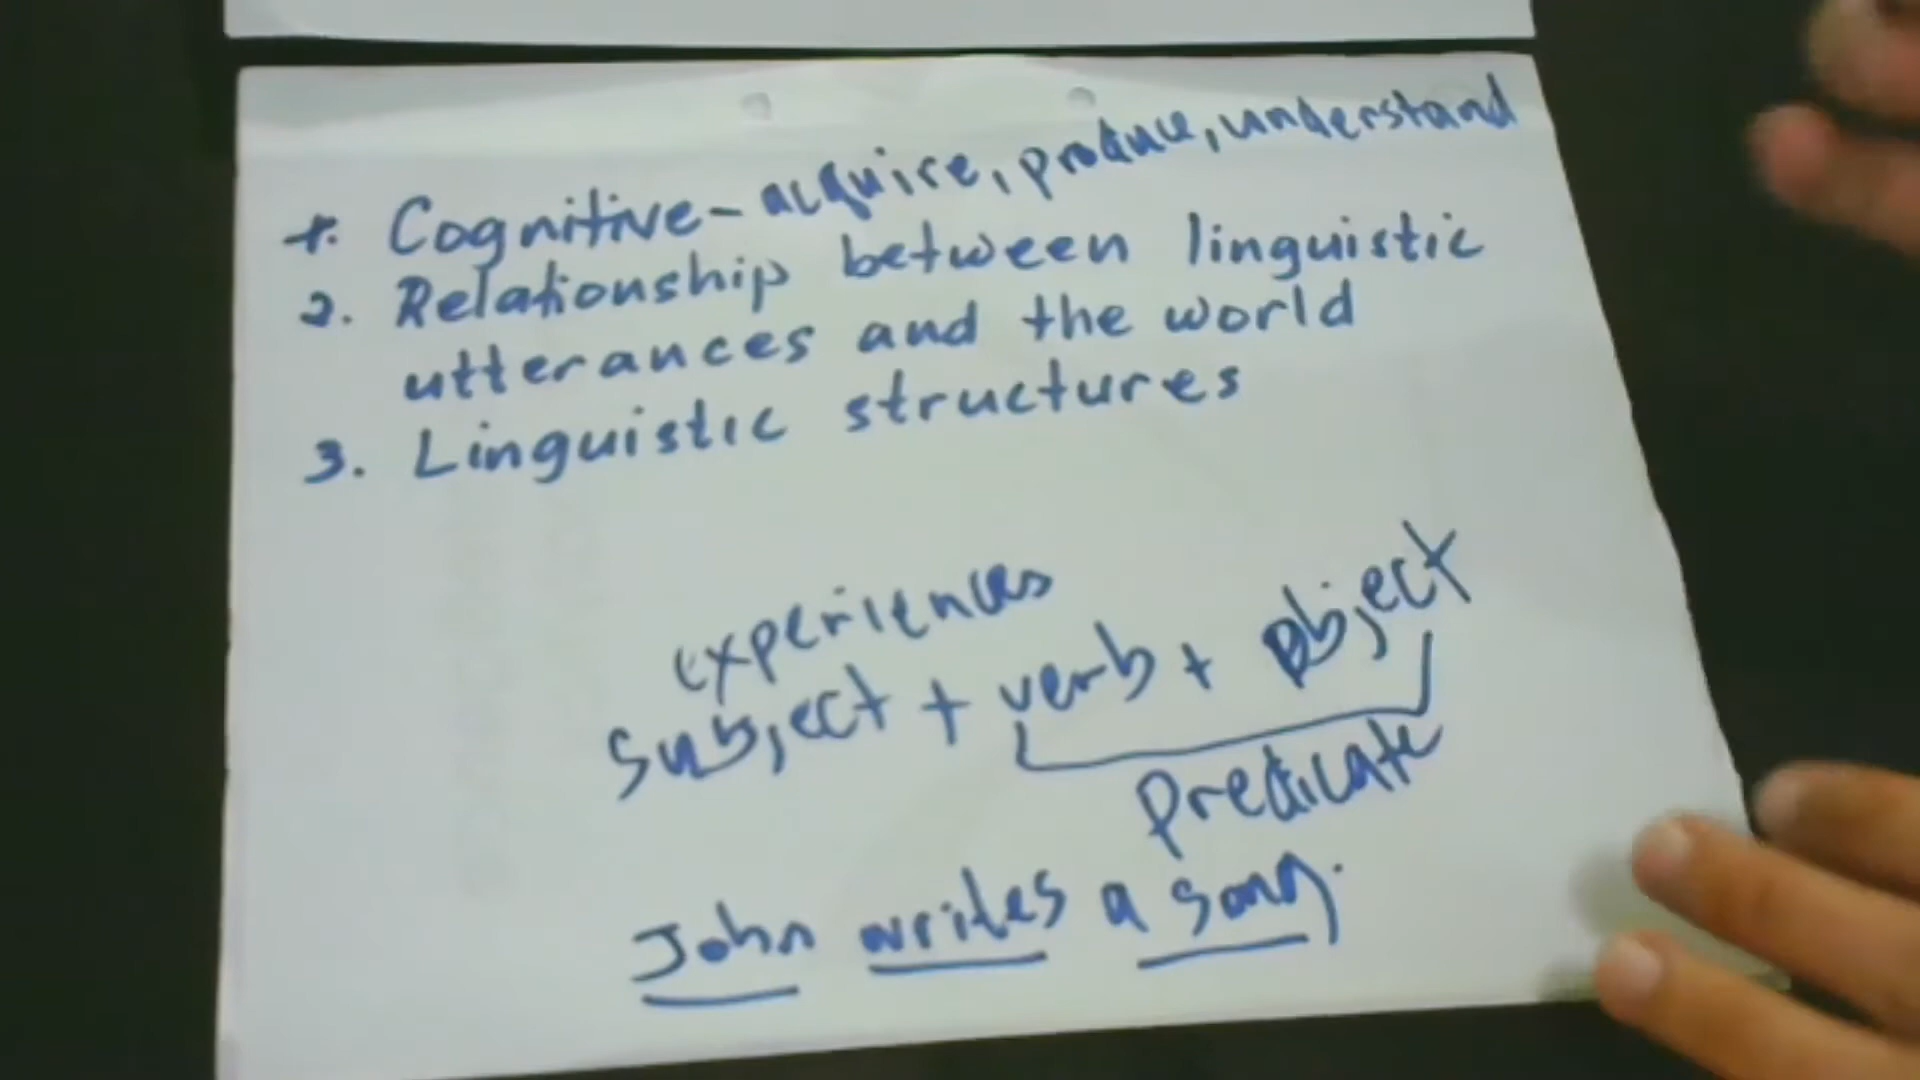 1. Cognitive - acquire, produce, understand
2. Relationship between linguistic
utterances and the world
3. Linguistic structures
experiences
subject + verb + object
predicate
John writes a song.